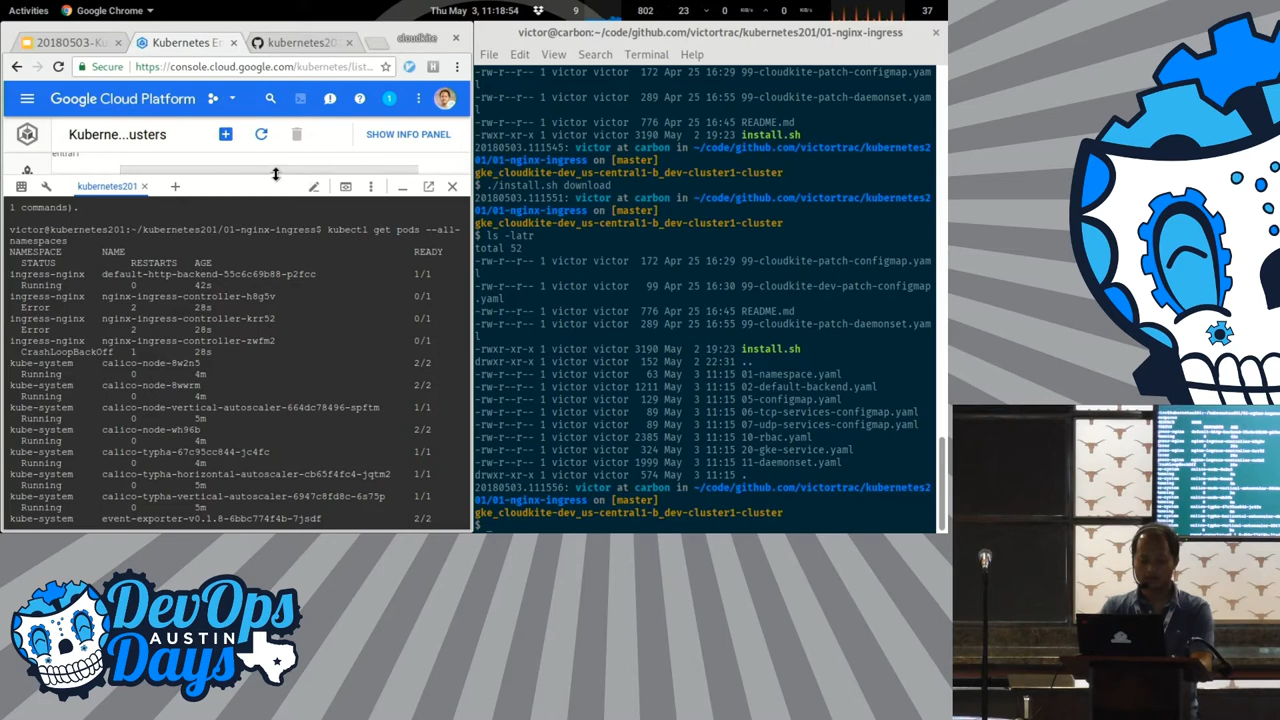 Activities Google Chrome Thu May 3, 11:18:54 9 802 23 0 0 37
20180503-Ku Kubernetes En kubernetes20 cloudkite
Secure https://console.cloud.google.com/kubernetes/list...
Google Cloud Platform 1
Kuberne...usters SHOW INFO PANEL
kubernetes201
1 commands).
victor@kubernetes201:~/kubernetes201/01-nginx-ingress$ kubectl get pods --all-
namespaces
NAMESPACE NAME READY
STATUS RESTARTS AGE
ingress-nginx default-http-backend-55c6c69b88-p2fcc 1/1
Running 0 42s
ingress-nginx nginx-ingress-controller-h8g5v 0/1
Error 2 28s
ingress-nginx nginx-ingress-controller-krr52 0/1
Error 2 28s
ingress-nginx nginx-ingress-controller-zwfm2 0/1
CrashLoopBackOff 1 28s
kube-system calico-node-8w2n5 2/2
Running 0 4m
kube-system calico-node-8wwrm 2/2
Running 0 4m
kube-system calico-node-vertical-autoscaler-664dc78496-spftm 1/1
Running 0 5m
kube-system calico-node-wh96b 2/2
Running 0 4m
kube-system calico-typha-67c95cc844-jc4fc 1/1
Running 0 4m
kube-system calico-typha-horizontal-autoscaler-cb65f4fc4-jqtm2 1/1
Running 0 5m
kube-system calico-typha-vertical-autoscaler-6947c8fd8c-6s75p 1/1
Running 0 5m
kube-system event-exporter-v0.1.8-6bbc774f4b-7jsdf 2/2
victor@carbon:~/code/github.com/victortrac/kubernetes201/01-nginx-ingress
File Edit View Search Terminal Help
-rw-r--r-- 1 victor victor 172 Apr 25 16:29 99-cloudkite-patch-configmap.yam
l
-rw-r--r-- 1 victor victor 289 Apr 25 16:55 99-cloudkite-patch-daemonset.yam
l
-rw-r--r-- 1 victor victor 776 Apr 25 16:45 README.md
-rwxr-xr-x 1 victor victor 3190 May 2 19:23 install.sh
20180503.111545: victor at carbon in ~/code/github.com/victortrac/kubernetes2
01/01-nginx-ingress on [master]
gke_cloudkite-dev_us-central1-b_dev-cluster1-cluster
$ ./install.sh download
20180503.111551: victor at carbon in ~/code/github.com/victortrac/kubernetes2
01/01-nginx-ingress on [master]
gke_cloudkite-dev_us-central1-b_dev-cluster1-cluster
$ ls -latr
total 52
-rw-r--r-- 1 victor victor 172 Apr 25 16:29 99-cloudkite-patch-configmap.yam
l
-rw-r--r-- 1 victor victor 99 Apr 25 16:30 99-cloudkite-dev-patch-configmap
.yaml
-rw-r--r-- 1 victor victor 776 Apr 25 16:45 README.md
-rw-r--r-- 1 victor victor 289 Apr 25 16:55 99-cloudkite-patch-daemonset.yam
l
-rwxr-xr-x 1 victor victor 3190 May 2 19:23 install.sh
drwxr-xr-x 1 victor victor 152 May 2 22:31 ..
-rw-r--r-- 1 victor victor 63 May 3 11:15 01-namespace.yaml
-rw-r--r-- 1 victor victor 1211 May 3 11:15 02-default-backend.yaml
-rw-r--r-- 1 victor victor 129 May 3 11:15 05-configmap.yaml
-rw-r--r-- 1 victor victor 89 May 3 11:15 06-tcp-services-configmap.yaml
-rw-r--r-- 1 victor victor 89 May 3 11:15 07-udp-services-configmap.yaml
-rw-r--r-- 1 victor victor 2385 May 3 11:15 10-rbac.yaml
-rw-r--r-- 1 victor victor 450 May 3 11:15 20-gke-service.yaml
-rw-r--r-- 1 victor victor 1999 May 3 11:15 11-daemonset.yaml
drwxr-xr-x 1 victor victor 574 May 3 11:15 .
20180503.111556: victor at carbon in ~/code/github.com/victortrac/kubernetes2
01/01-nginx-ingress on [master]
gke_cloudkite-dev_us-central1-b_dev-cluster1-cluster
$
DevOps
AUSTIN
Days